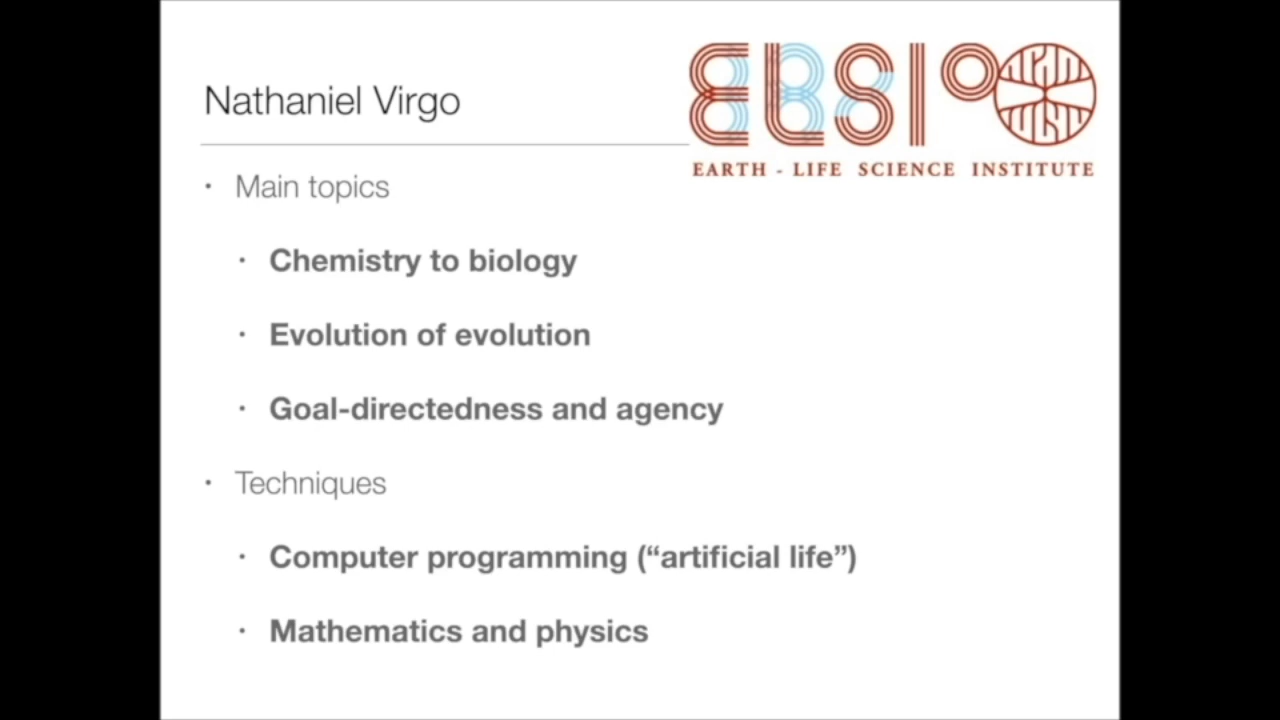 Nathaniel Virgo
ELSI
EARTH - LIFE SCIENCE INSTITUTE
• Main topics
• Chemistry to biology
• Evolution of evolution
• Goal-directedness and agency
• Techniques
• Computer programming (“artificial life”)
• Mathematics and physics